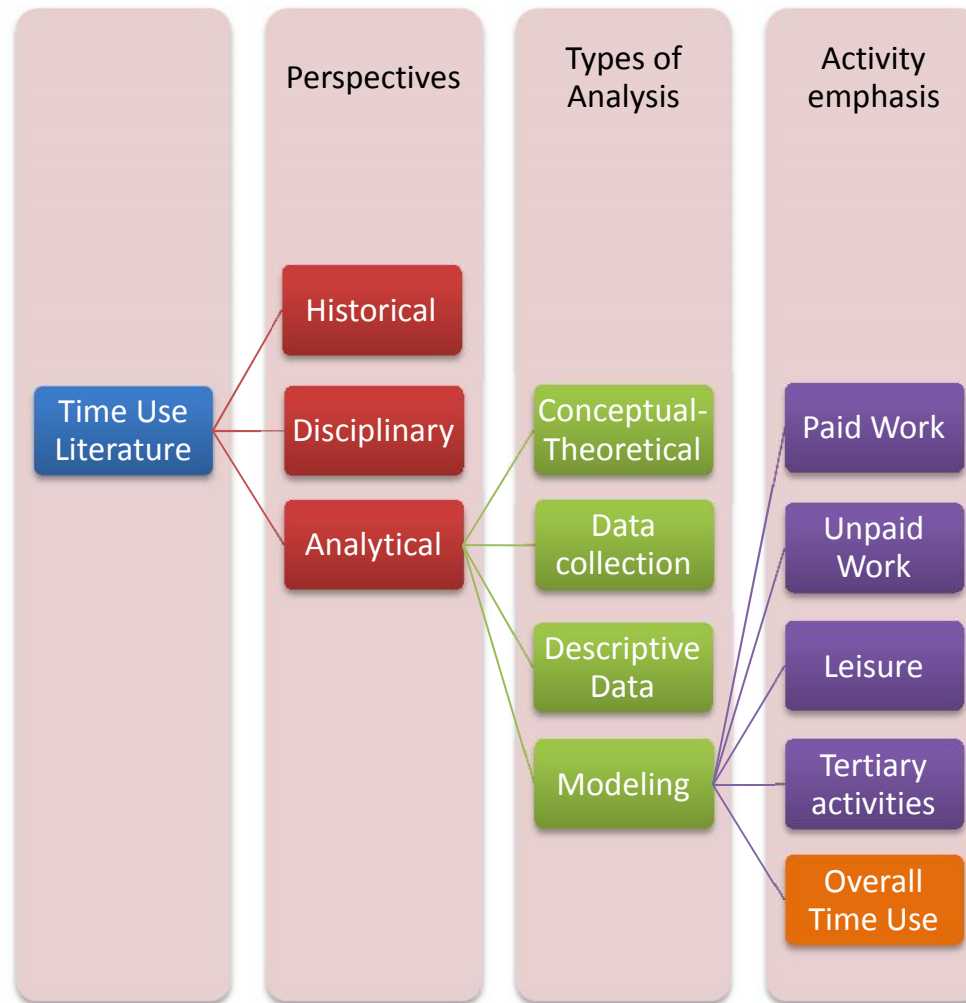 Perspectives
Types of
Analysis
Activity
emphasis
Time Use
Literature
Historical
Disciplinary
Analytical
Conceptual-
Theoretical
Data
collection
Descriptive
Data
Modeling
Paid Work
Unpaid
Work
Leisure
Tertiary
activities
Overall
Time Use